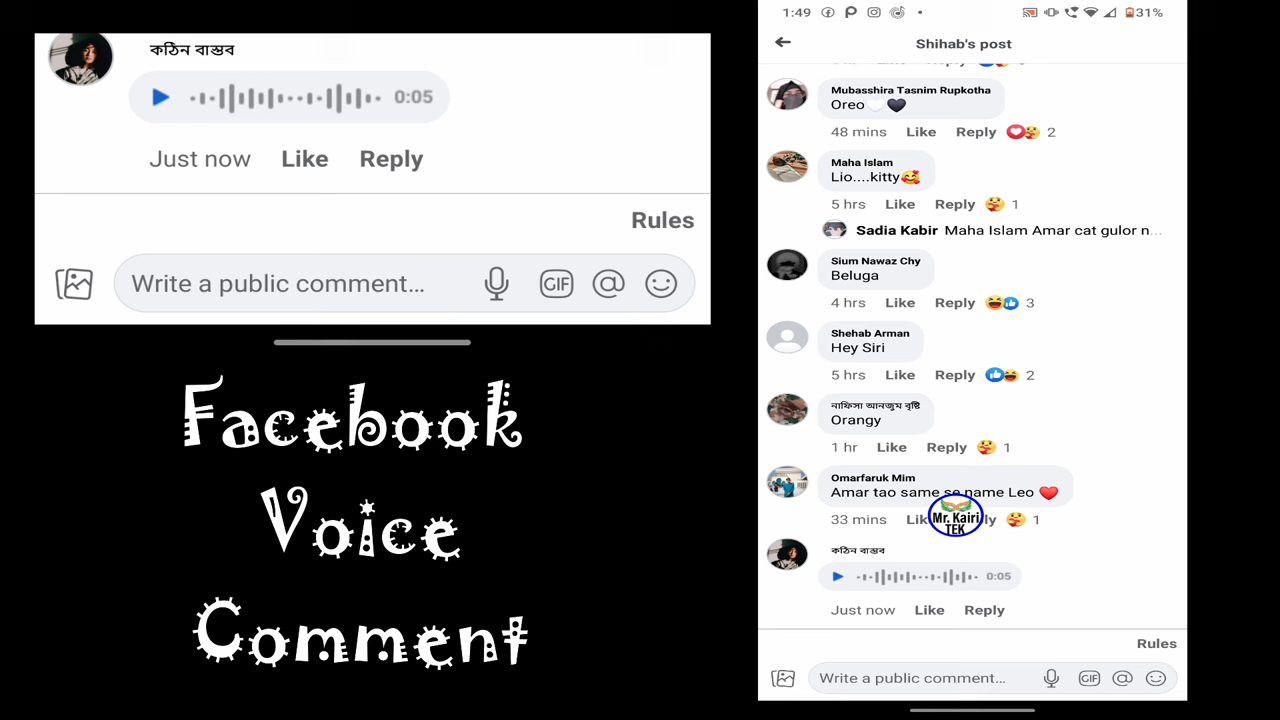 কঠিন বাস্তব
0:05
Just now Like Reply
Rules
Write a public comment... GIF @
Facebook
Voice
Comment
1:49 31%
Shihab's post
Mubasshira Tasnim Rupkotha
Oreo🤍🖤
48 mins Like Reply 2
Maha Islam
Lio....kitty🥰
5 hrs Like Reply 1
Sadia Kabir Maha Islam Amar cat gulor n...
Sium Nawaz Chy
Beluga
4 hrs Like Reply 3
Shehab Arman
Hey Siri
5 hrs Like Reply 2
নাফিসা আনজুম বৃষ্টি
Orangy
1 hr Like Reply 1
Omarfaruk Mim
Amar tao same se name Leo ❤️
33 mins 1
Mr. Kairi
TEK
কঠিন বাস্তব
0:05
Just now Like Reply
Rules
Write a public comment... GIF @